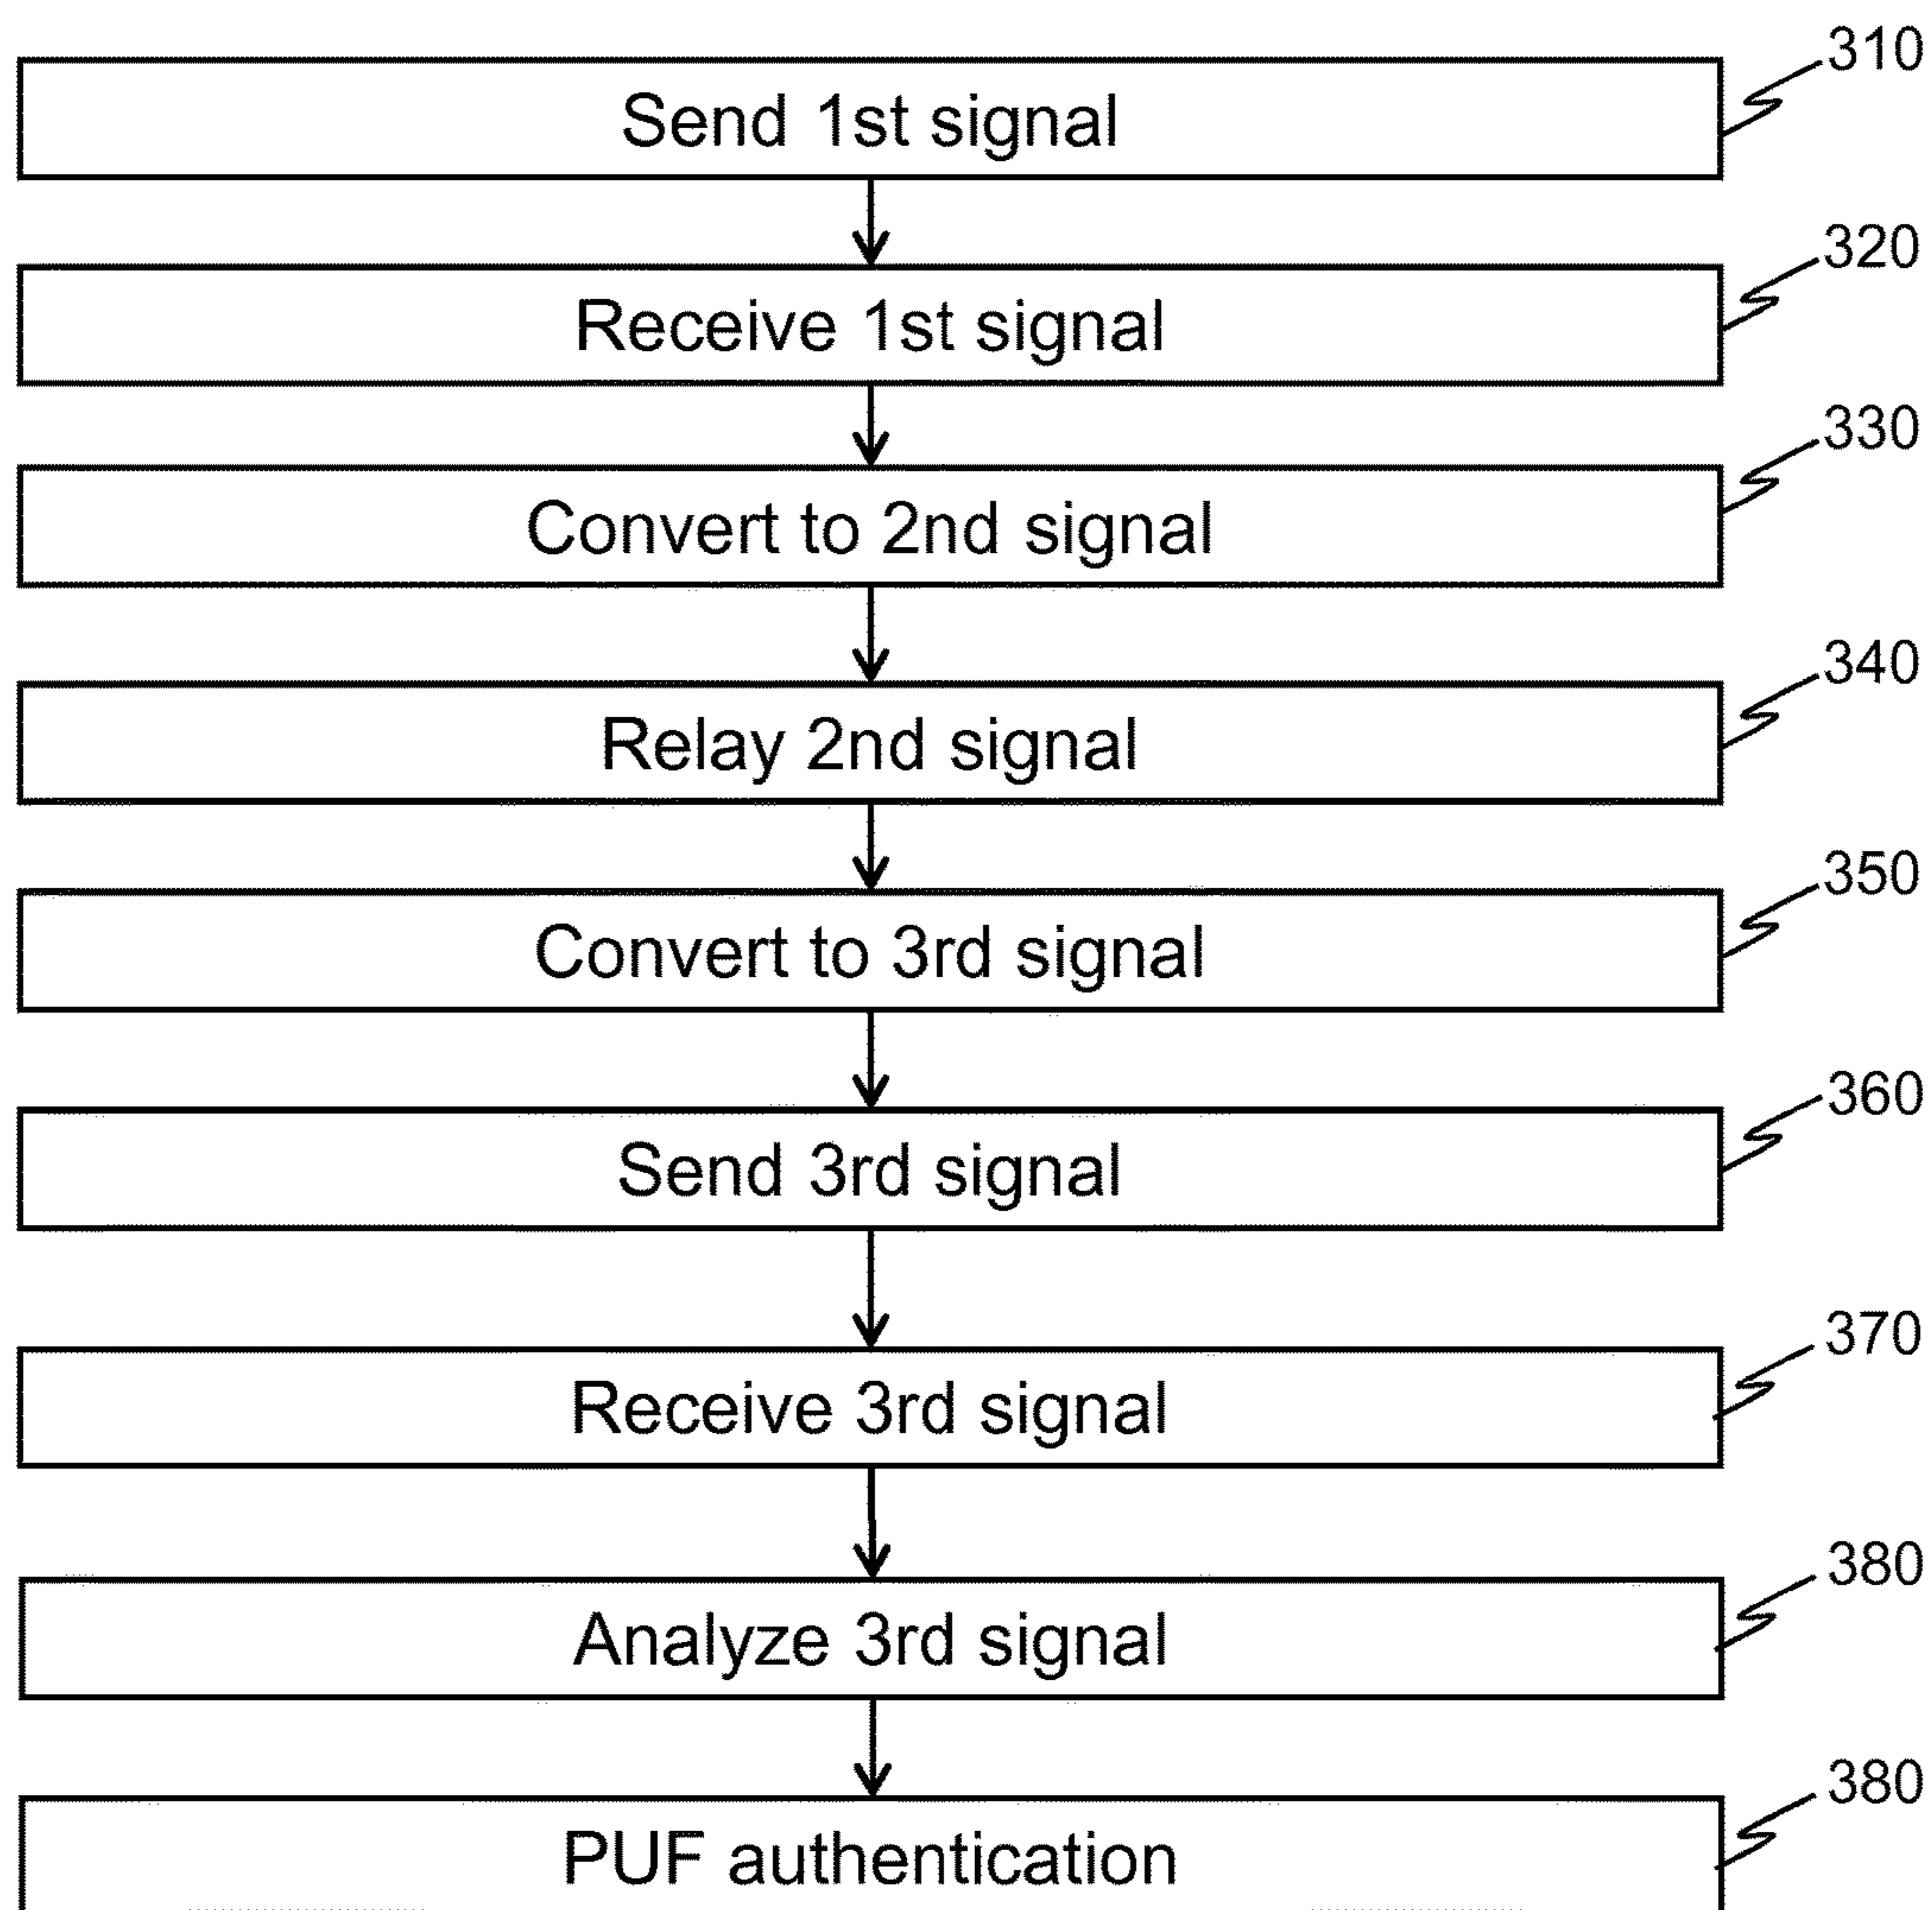 310
Send 1st signal
320
Receive 1st signal
330
Convert to 2nd signal
340
Relay 2nd signal
350
Convert to 3rd signal
360
Send 3rd signal
370
Receive 3rd signal
380
Analyze 3rd signal
380
PUF authentication